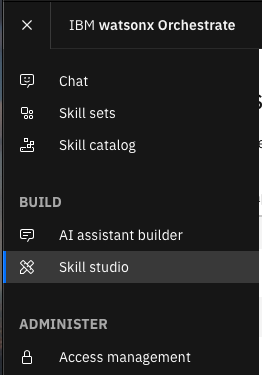 IBM watsonx Orchestrate
Chat
Skill sets
Skill catalog
BUILD
AI assistant builder
Skill studio
ADMINISTER
Access management